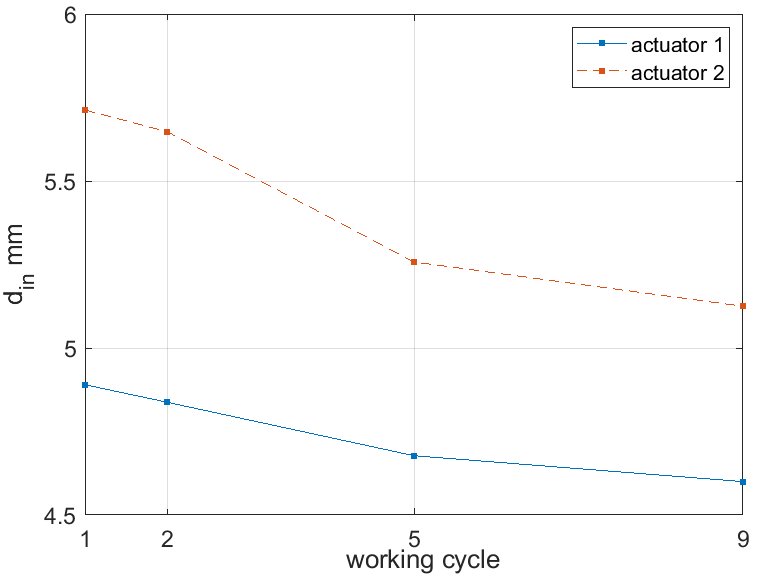 6
actuator 1
actuator 2
5.5
d_in mm
5
4.5
1 2 5 9
working cycle